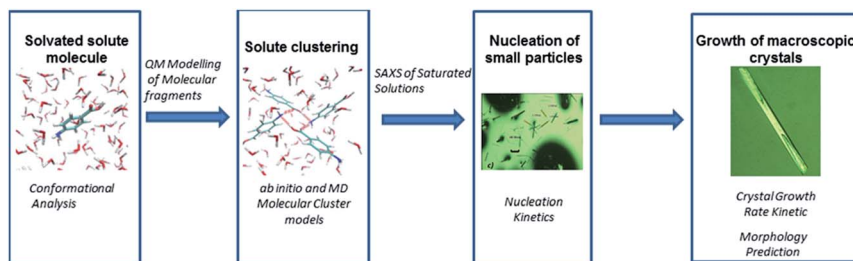 Solvated solute
molecule
Conformational
Analysis
QM Modelling
of Molecular
fragments
Solute clustering
ab initio and MD
Molecular Cluster
models
SAXS of Saturated
Solutions
Nucleation of
small particles
c)
Nucleation
Kinetics
Growth of macroscopic
crystals
Crystal Growth
Rate Kinetic
Morphology
Prediction